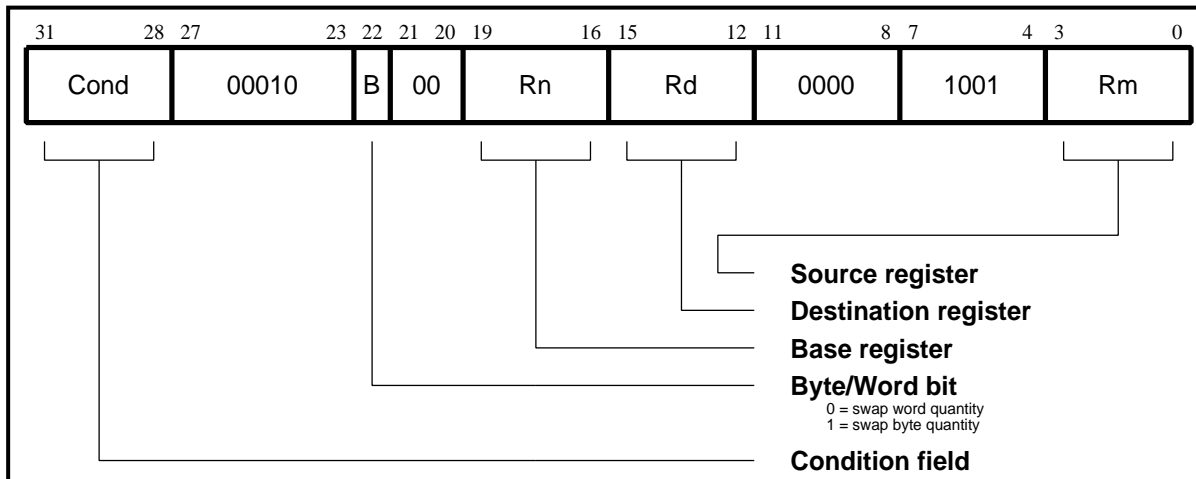 31 28 27 23 22 21 20 19 16 15 12 11 8 7 4 3 0
Cond 00010 B 00 Rn Rd 0000 1001 Rm
Source register
Destination register
Base register
Byte/Word bit
0 = swap word quantity
1 = swap byte quantity
Condition field